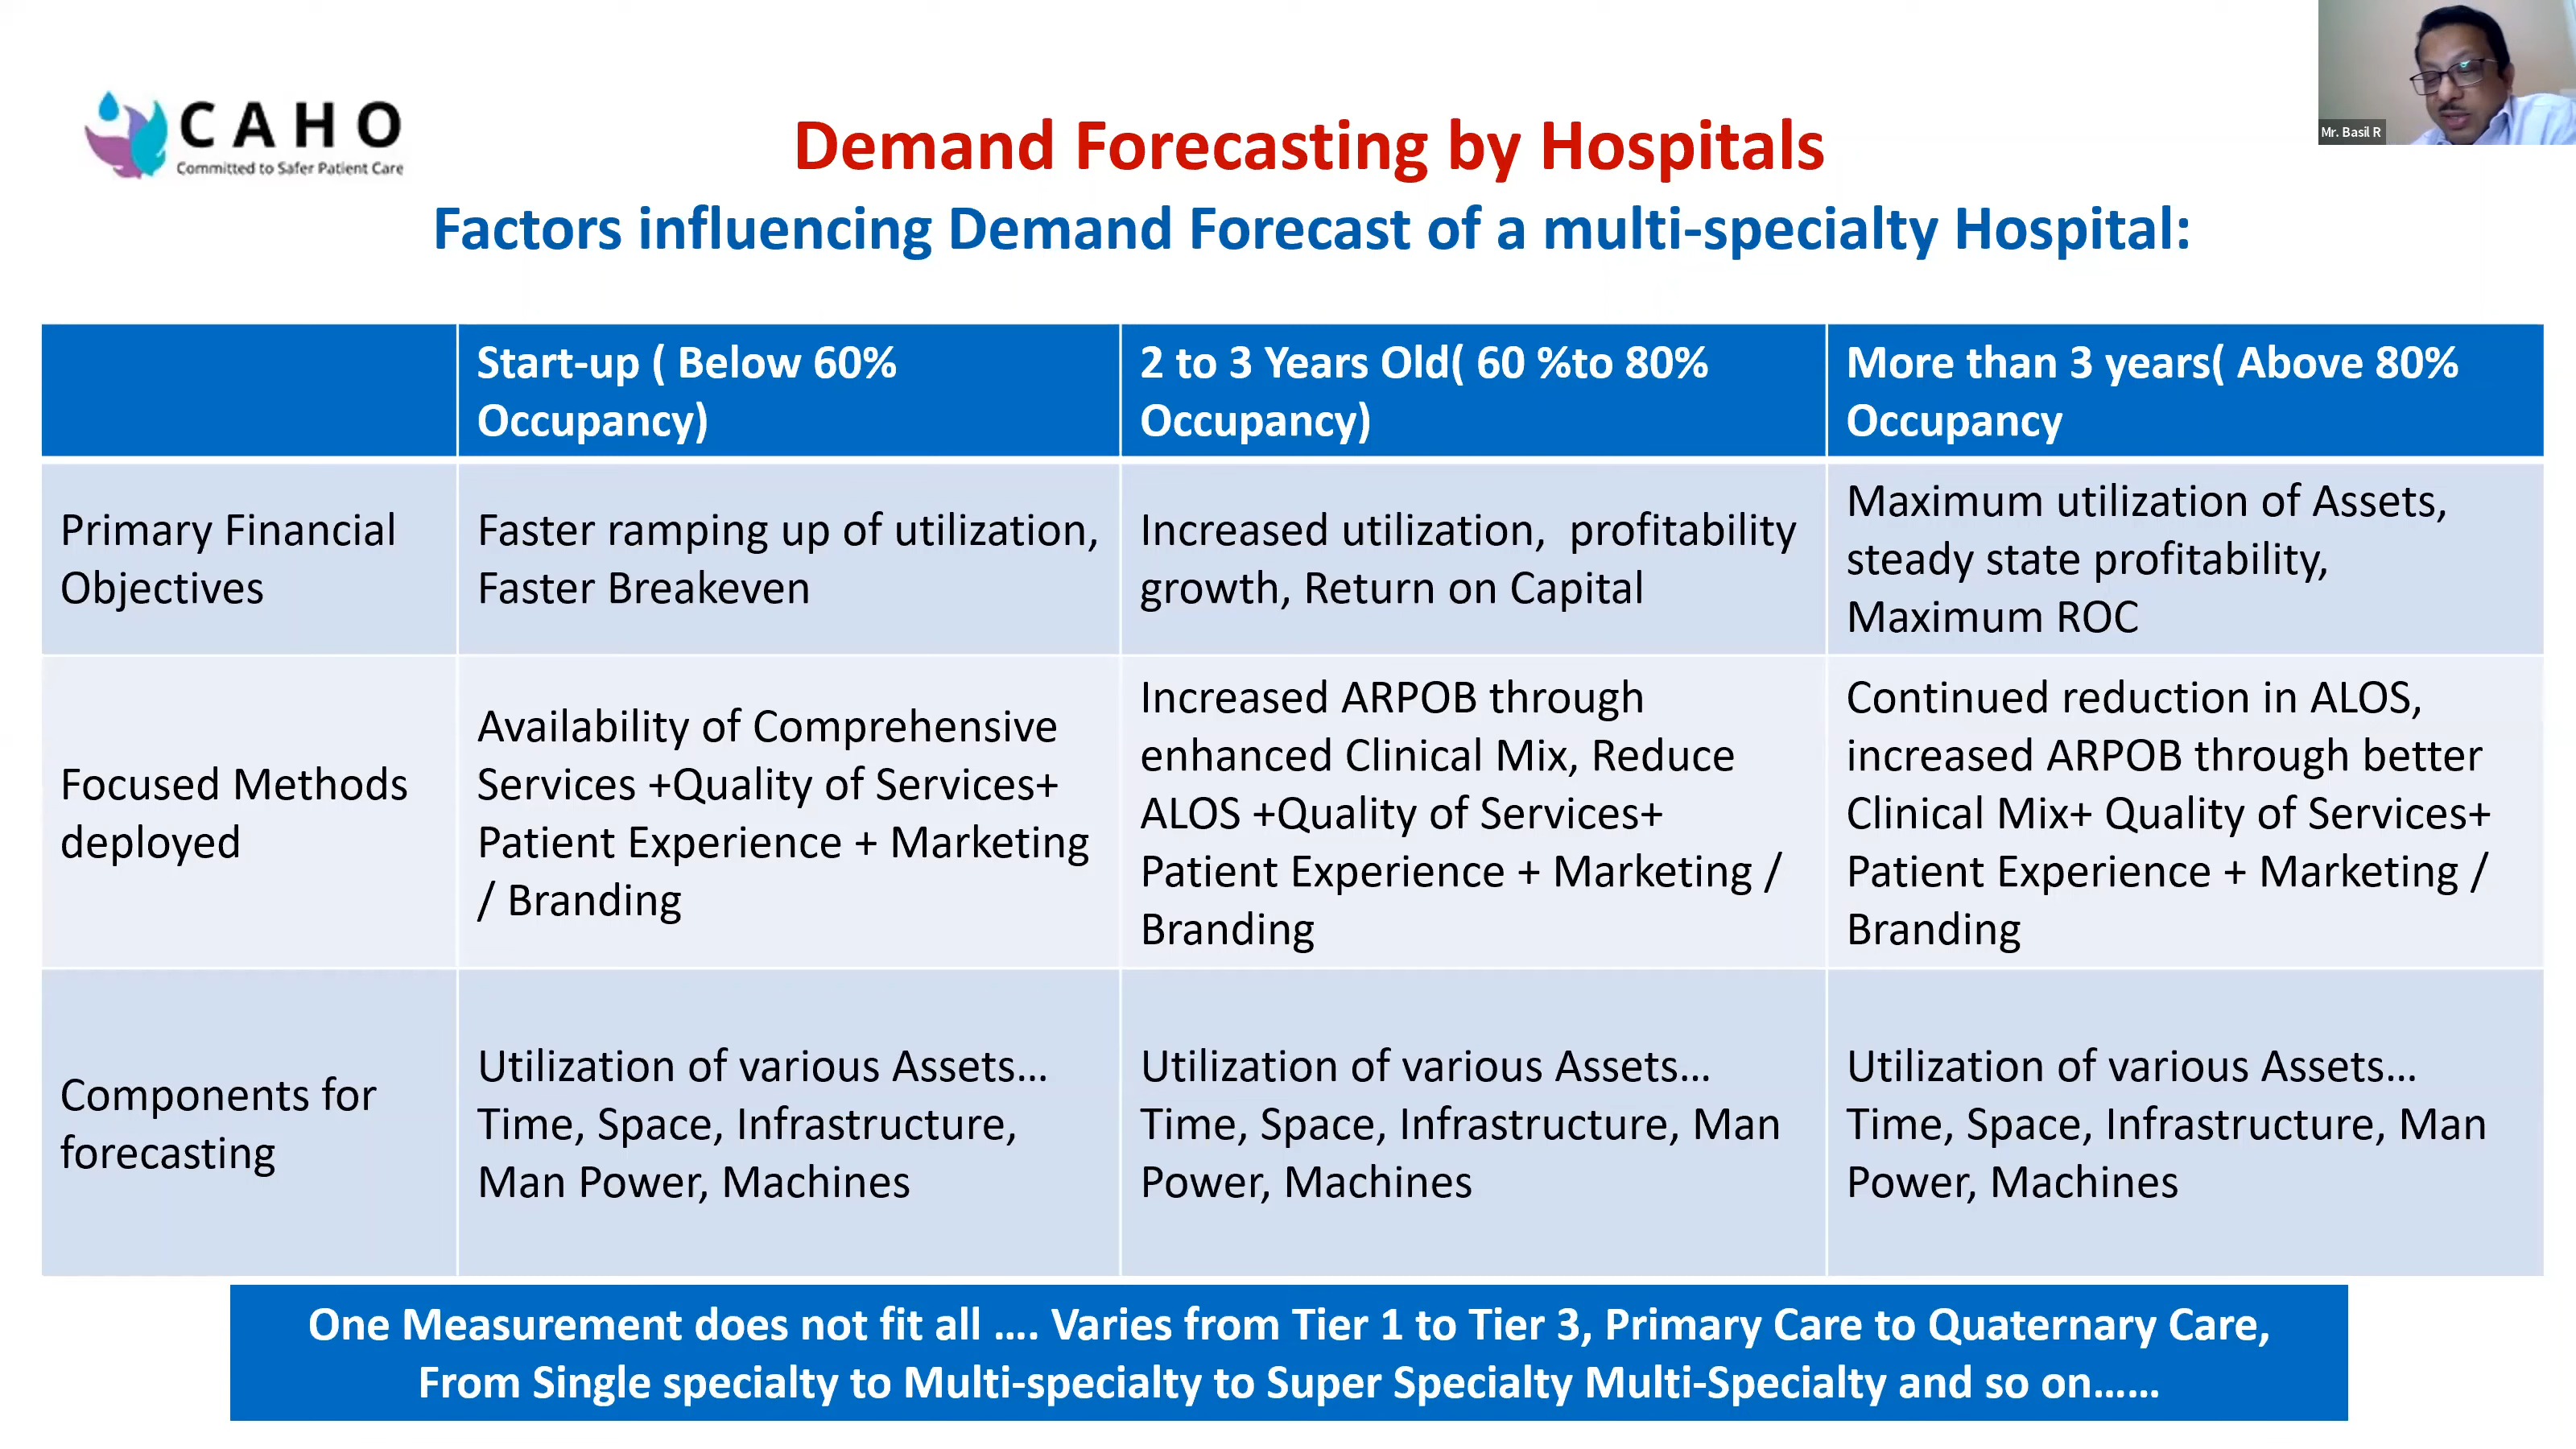 CAHO
Committed to Safer Patient Care
Mr. Basil R
Demand Forecasting by Hospitals
Factors influencing Demand Forecast of a multi-specialty Hospital:
Start-up ( Below 60%
Occupancy)
2 to 3 Years Old( 60 %to 80%
Occupancy)
More than 3 years( Above 80%
Occupancy
Primary Financial
Objectives
Faster ramping up of utilization,
Faster Breakeven
Increased utilization,  profitability
growth, Return on Capital
Maximum utilization of Assets,
steady state profitability,
Maximum ROC
Focused Methods
deployed
Availability of Comprehensive
Services +Quality of Services+
Patient Experience + Marketing
/ Branding
Increased ARPOB through
enhanced Clinical Mix, Reduce
ALOS +Quality of Services+
Patient Experience + Marketing /
Branding
Continued reduction in ALOS,
increased ARPOB through better
Clinical Mix+ Quality of Services+
Patient Experience + Marketing /
Branding
Components for
forecasting
Utilization of various Assets...
Time, Space, Infrastructure,
Man Power, Machines
Utilization of various Assets...
Time, Space, Infrastructure, Man
Power, Machines
Utilization of various Assets...
Time, Space, Infrastructure, Man
Power, Machines
One Measurement does not fit all .... Varies from Tier 1 to Tier 3, Primary Care to Quaternary Care,
From Single specialty to Multi-specialty to Super Specialty Multi-Specialty and so on......